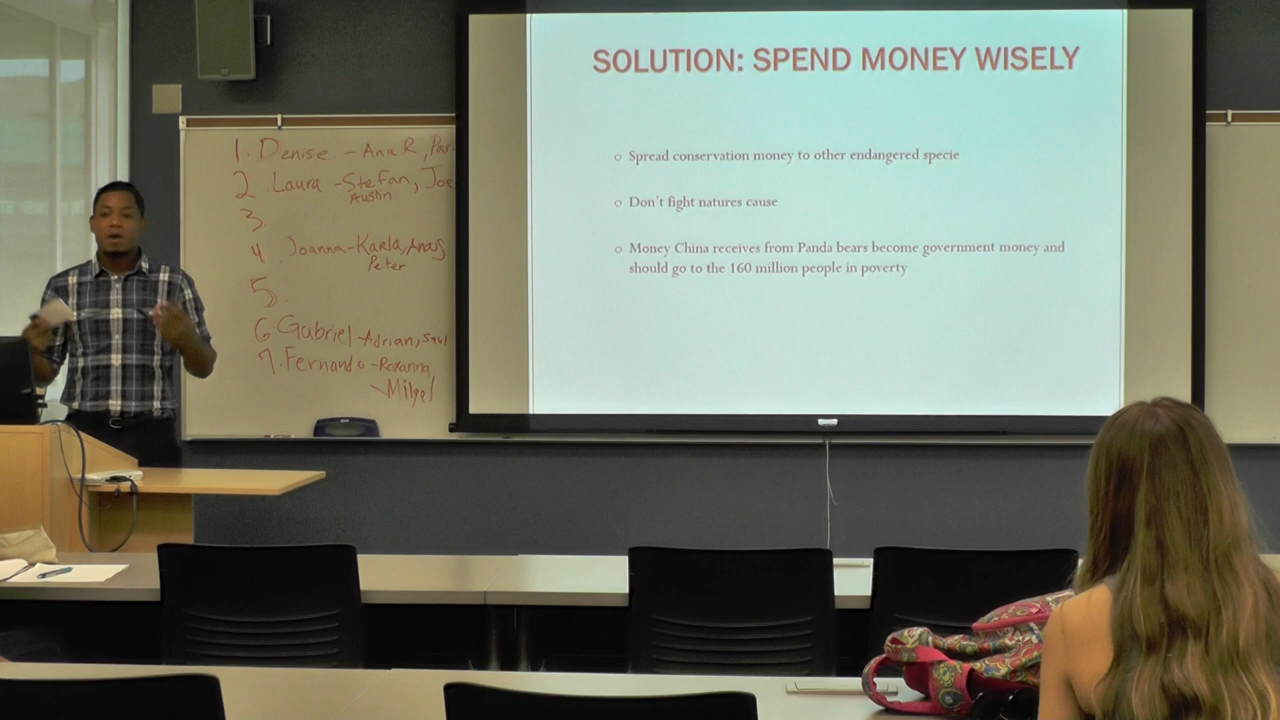 SOLUTION: SPEND MONEY WISELY
Spread conservation money to other endangered specie
Don't fight natures cause
Money China receives from Panda bears become government money and
should go to the 160 million people in poverty
1. Denise - Ana R,
2. Laura - Stefan, Joe
Austin
3.
4. Joanna - Karla,
Peter
5.
6. Gabriel - Adrian, Saul
7. Fernando - Roxanna,